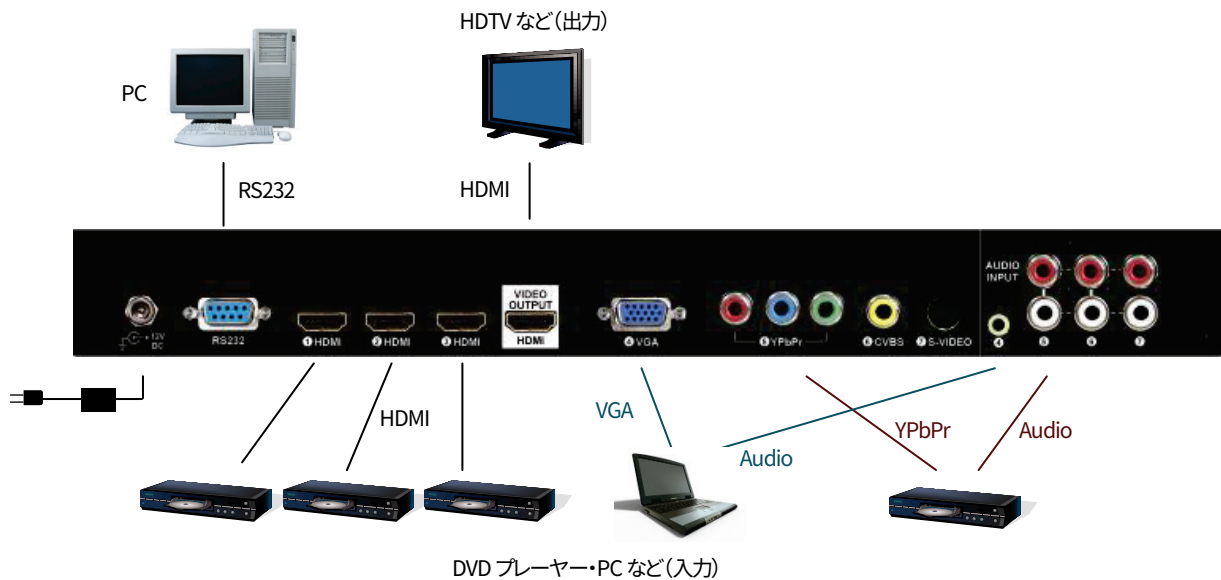 HDTV など（出力）
PC
RS232
HDMI
AUDIO
INPUT
VIDEO
OUTPUT
HDMI
+12V
DC
RS232
❶HDMI
❷HDMI
❸HDMI
❹VGA
❺YPbPr
❻CVBS
❼S-VIDEO
❹
❺
❻
❼
HDMI
VGA
Audio
YPbPr
Audio
DVD プレーヤー・PC など（入力）